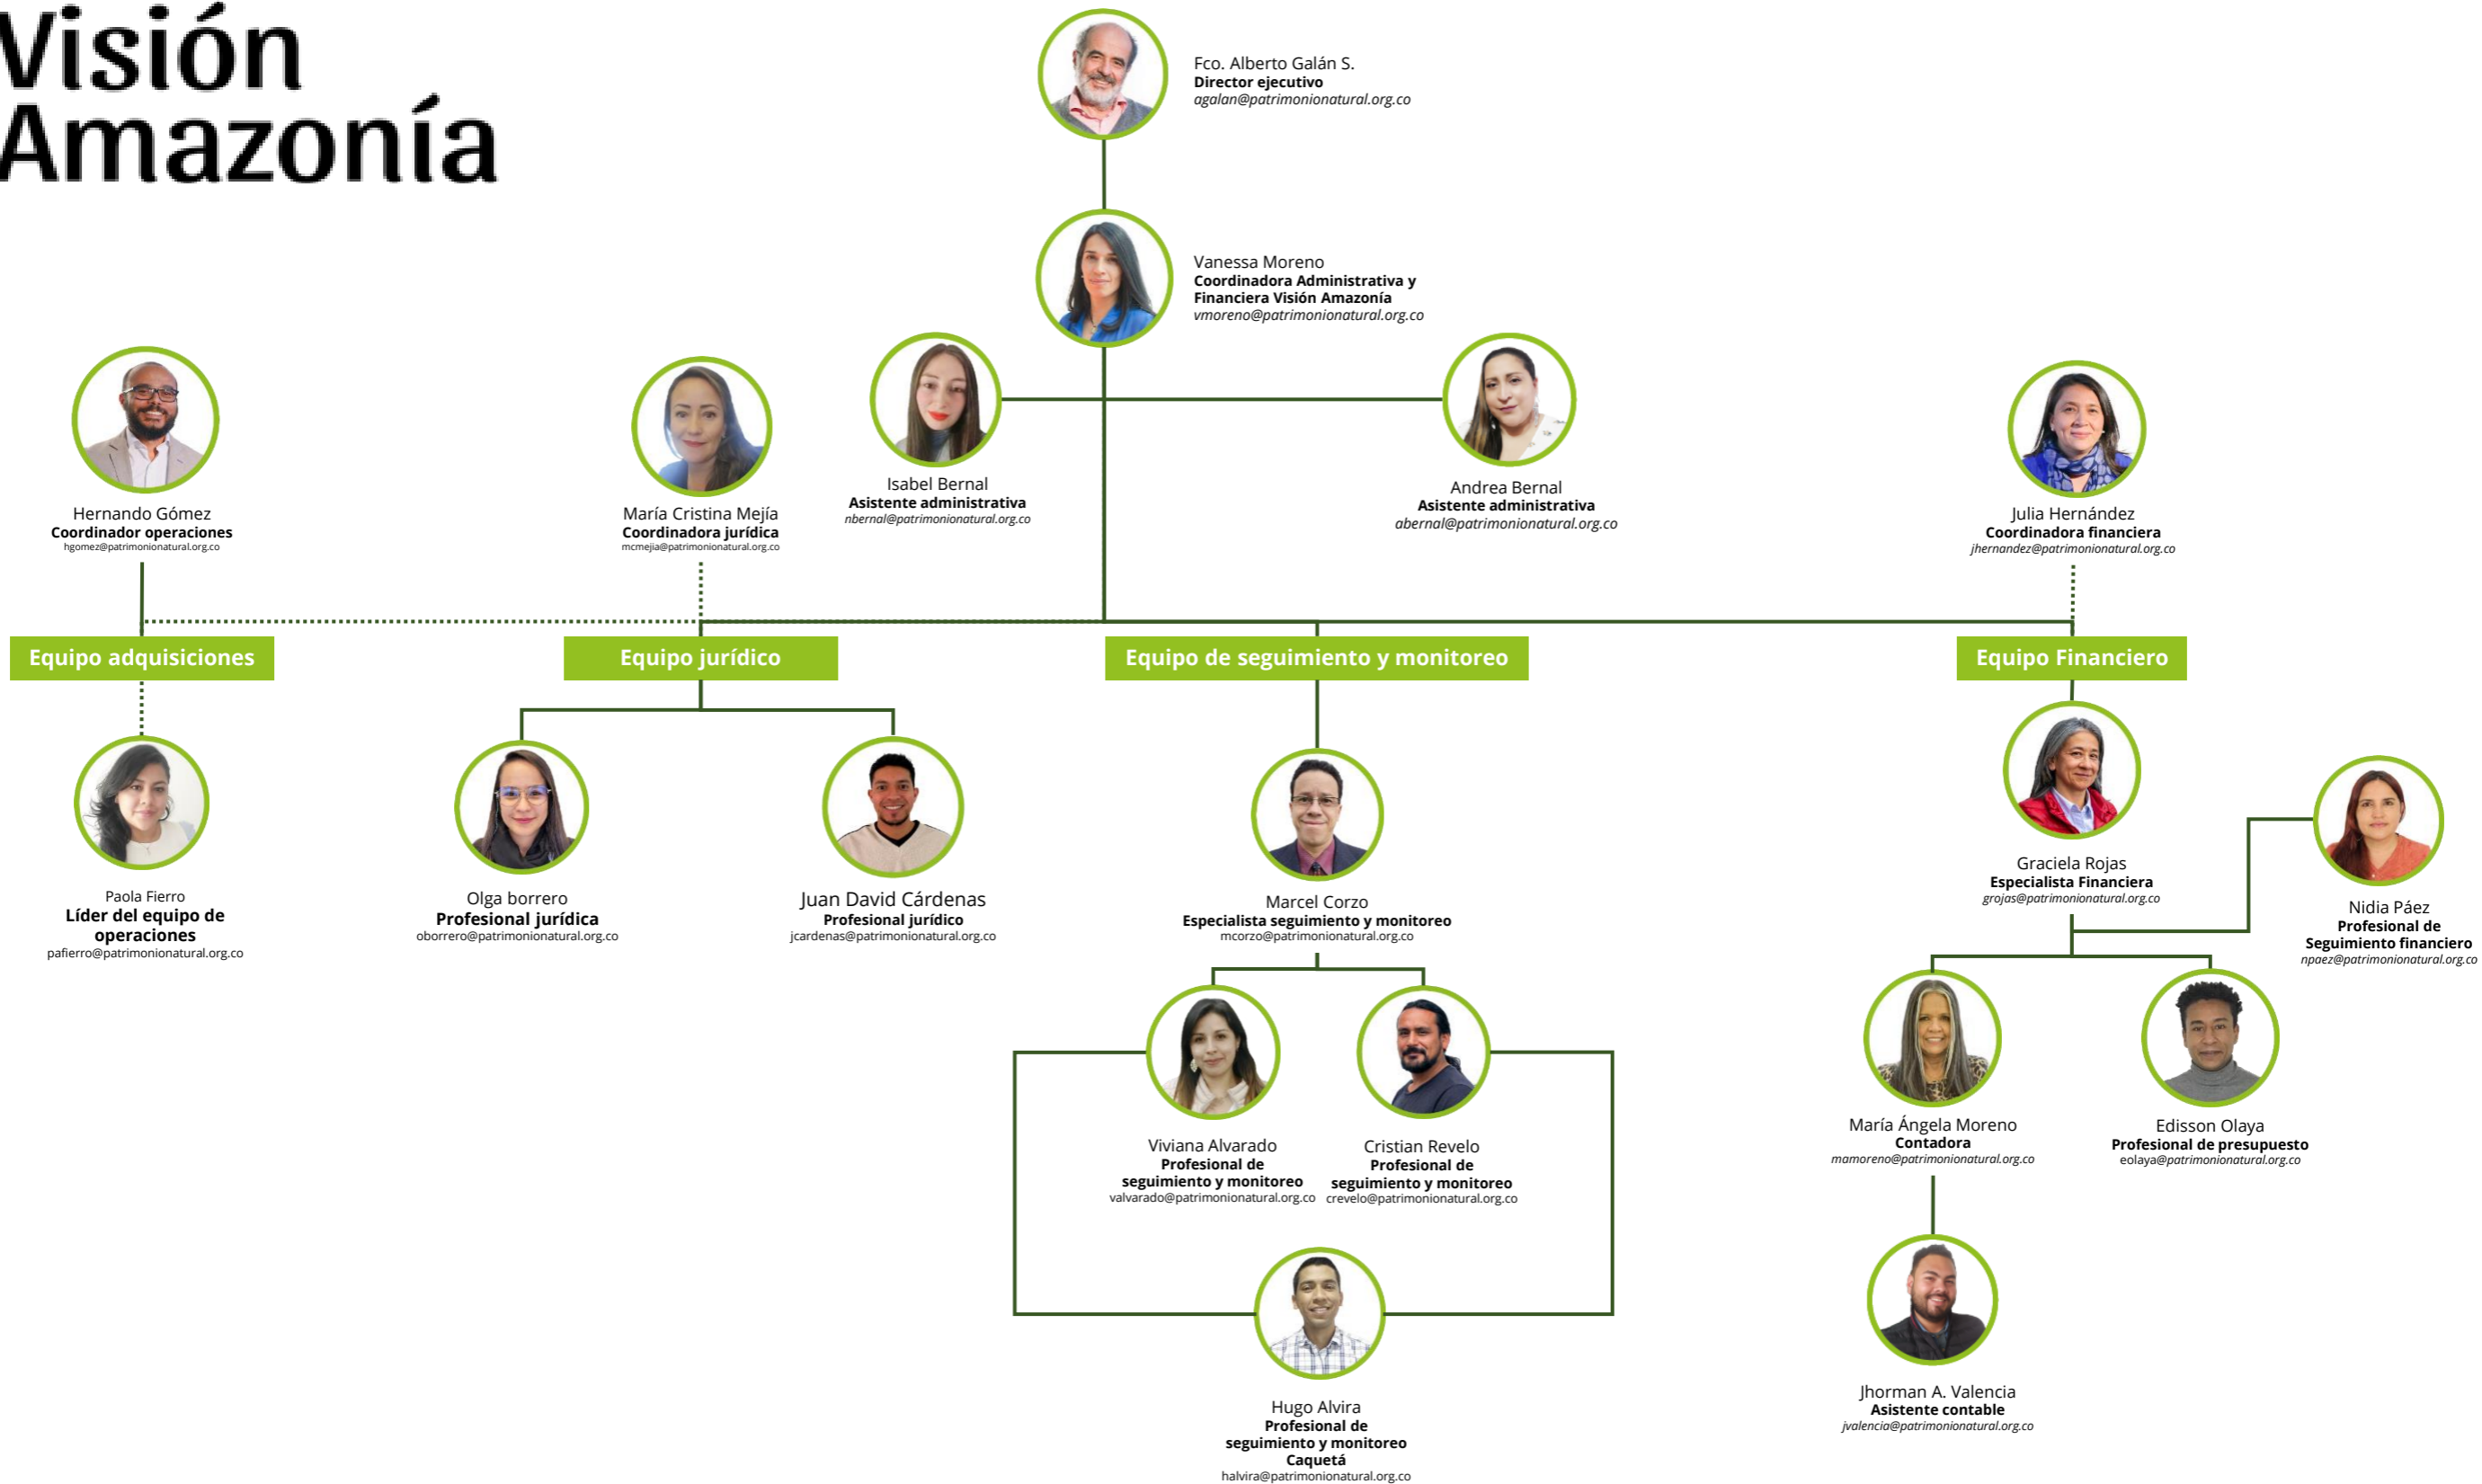 Visión
Amazonía
Fco. Alberto Galán S.
Director ejecutivo
agalan@patrimonionatural.org.co
Vanessa Moreno
Coordinadora Administrativa y
Financiera Visión Amazonía
vmoreno@patrimonionatural.org.co
Hernando Gómez
Coordinador operaciones
hgomez@patrimonionatural.org.co
María Cristina Mejía
Coordinadora jurídica
mcmejia@patrimonionatural.org.co
Isabel Bernal
Asistente administrativa
nbernal@patrimonionatural.org.co
Andrea Bernal
Asistente administrativa
abernal@patrimonionatural.org.co
Julia Hernández
Coordinadora financiera
jhernandez@patrimonionatural.org.co
Equipo adquisiciones
Equipo jurídico
Equipo de seguimiento y monitoreo
Equipo Financiero
Paola Fierro
Líder del equipo de
operaciones
pafierro@patrimonionatural.org.co
Olga borrero
Profesional jurídica
oborrero@patrimonionatural.org.co
Juan David Cárdenas
Profesional jurídico
jcardenas@patrimonionatural.org.co
Marcel Corzo
Especialista seguimiento y monitoreo
mcorzo@patrimonionatural.org.co
Graciela Rojas
Especialista Financiera
grojas@patrimonionatural.org.co
Nidia Páez
Profesional de
Seguimiento financiero
npaez@patrimonionatural.org.co
Viviana Alvarado
Profesional de
seguimiento y monitoreo
valvarado@patrimonionatural.org.co
Cristian Revelo
Profesional de
seguimiento y monitoreo
crevelo@patrimonionatural.org.co
María Ángela Moreno
Contadora
mamoreno@patrimonionatural.org.co
Edisson Olaya
Profesional de presupuesto
eolaya@patrimonionatural.org.co
Hugo Alvira
Profesional de
seguimiento y monitoreo
Caquetá
halvira@patrimonionatural.org.co
Jhorman A. Valencia
Asistente contable
jvalencia@patrimonionatural.org.co